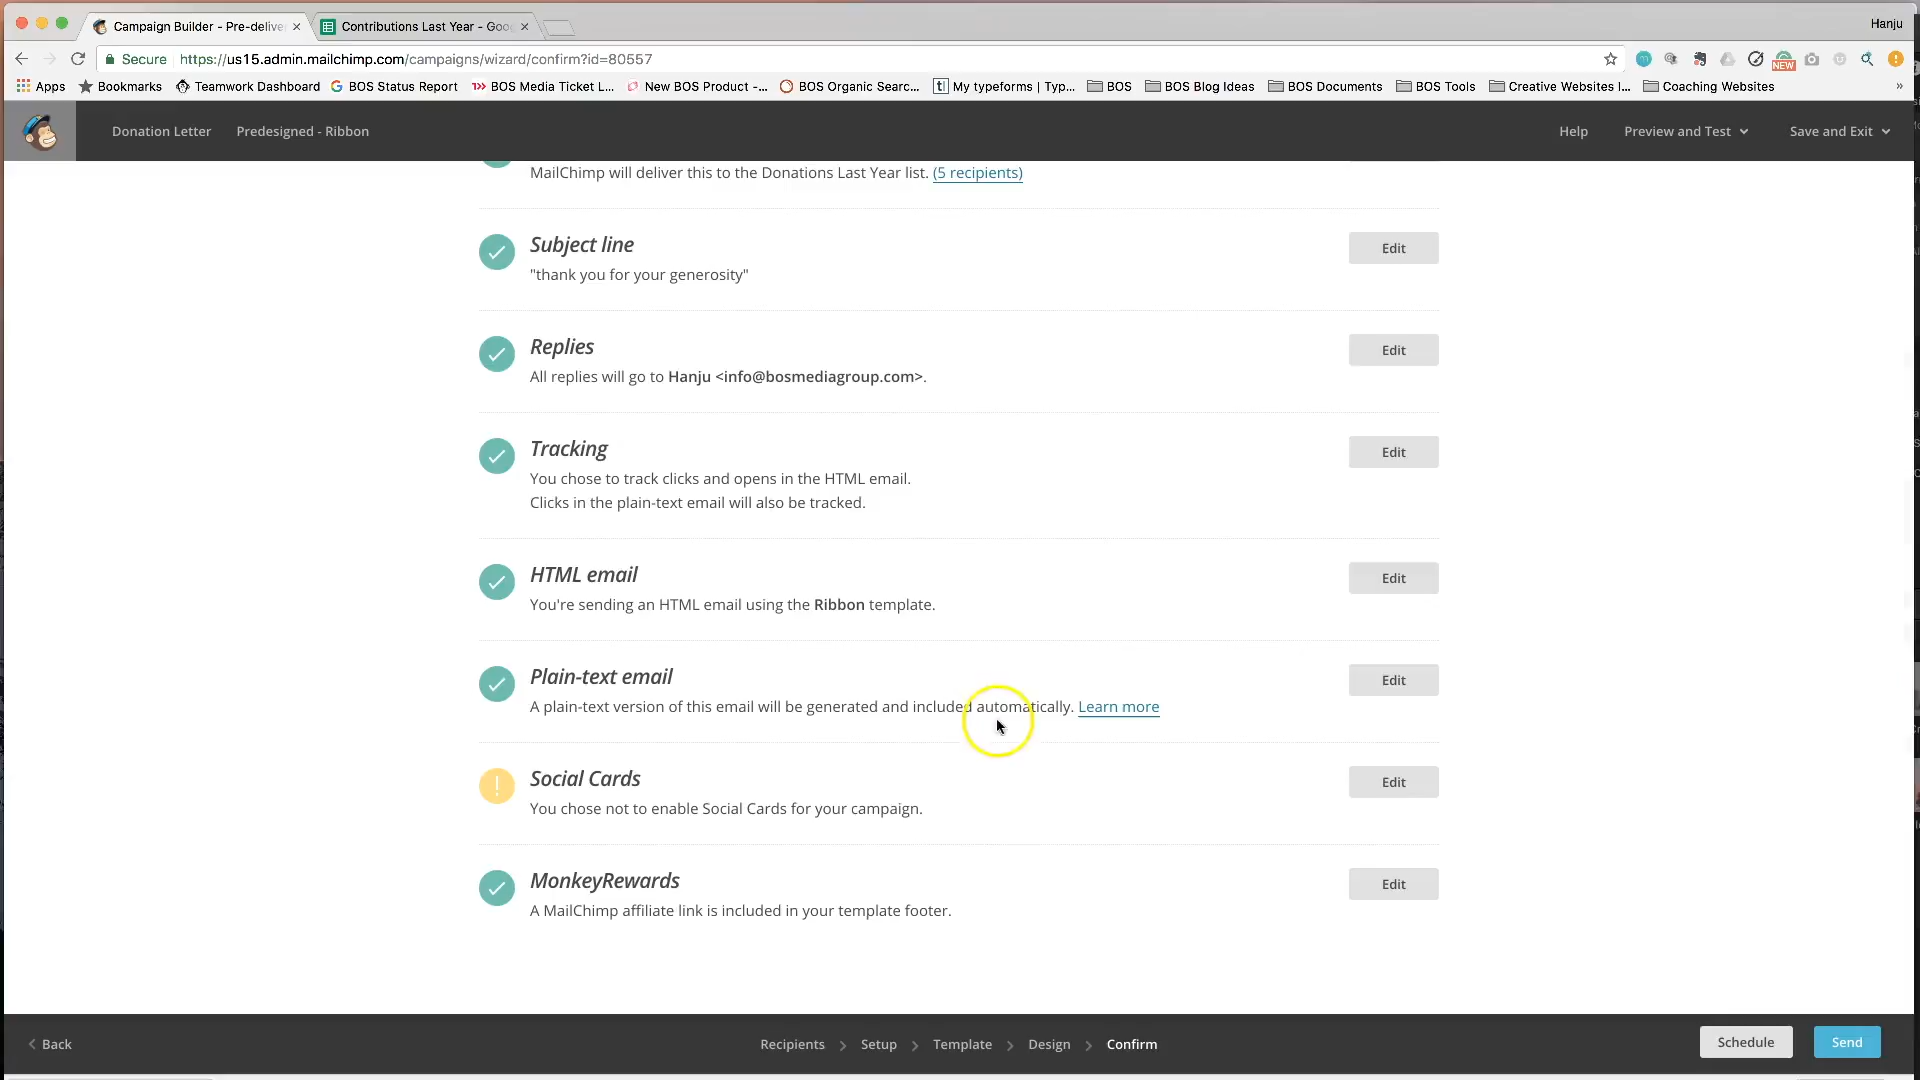 Campaign Builder - Pre-delive
Contributions Last Year - Goo
Hanju
Secure
https://us15.admin.mailchimp.com/campaigns/wizard/confirm?id=80557
NEW
Apps
Bookmarks
Teamwork Dashboard
BOS Status Report
BOS Media Ticket L...
New BOS Product -...
BOS Organic Searc...
My typeforms | Typ...
BOS
BOS Blog Ideas
BOS Documents
BOS Tools
Creative Websites I...
Coaching Websites
»
Donation Letter
Predesigned - Ribbon
Help
Preview and Test
Save and Exit
MailChimp will deliver this to the Donations Last Year list. (5 recipients)
Subject line
Edit
"thank you for your generosity"
Replies
Edit
All replies will go to Hanju <info@bosmediagroup.com>.
Tracking
Edit
You chose to track clicks and opens in the HTML email.
Clicks in the plain-text email will also be tracked.
HTML email
Edit
You're sending an HTML email using the Ribbon template.
Plain-text email
Edit
A plain-text version of this email will be generated and included automatically. Learn more
Social Cards
Edit
You chose not to enable Social Cards for your campaign.
MonkeyRewards
Edit
A MailChimp affiliate link is included in your template footer.
Back
Recipients
Setup
Template
Design
Confirm
Schedule
Send